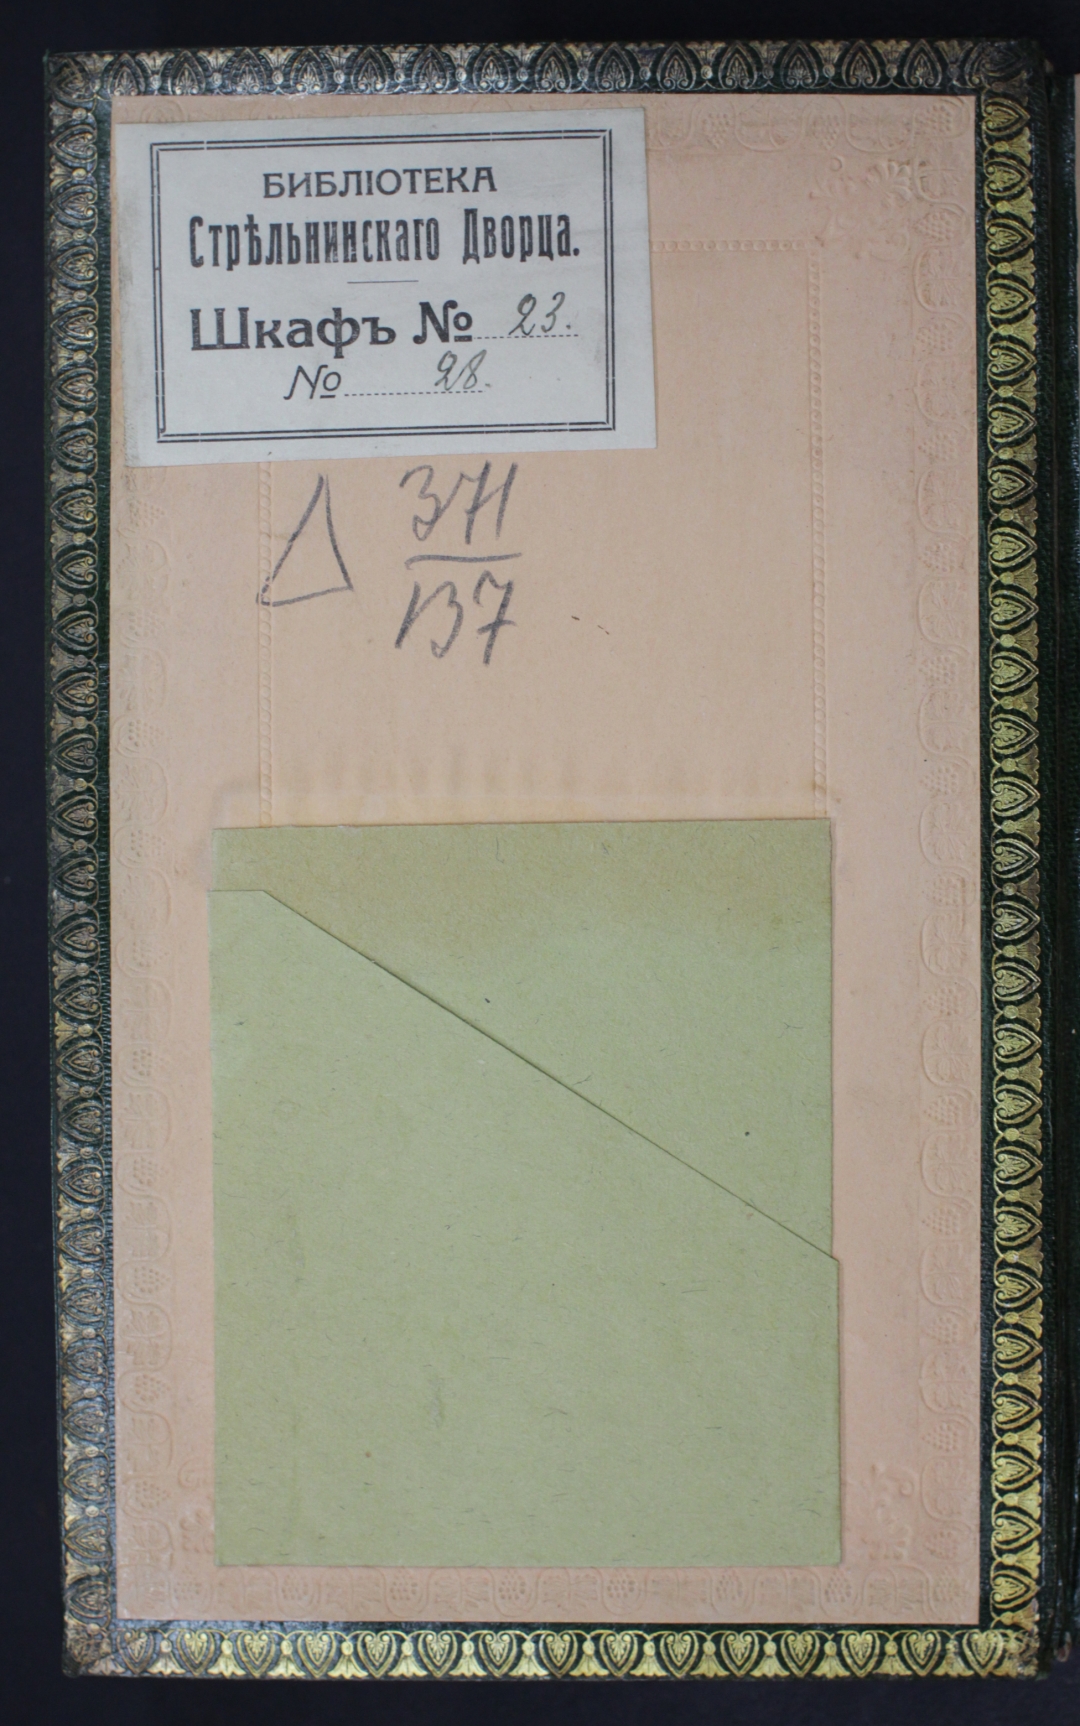 БИБЛІОТЕКА
Стрѣльнинскаго Дворца.
Шкафъ № 23.
№ 28.
Д 371
137